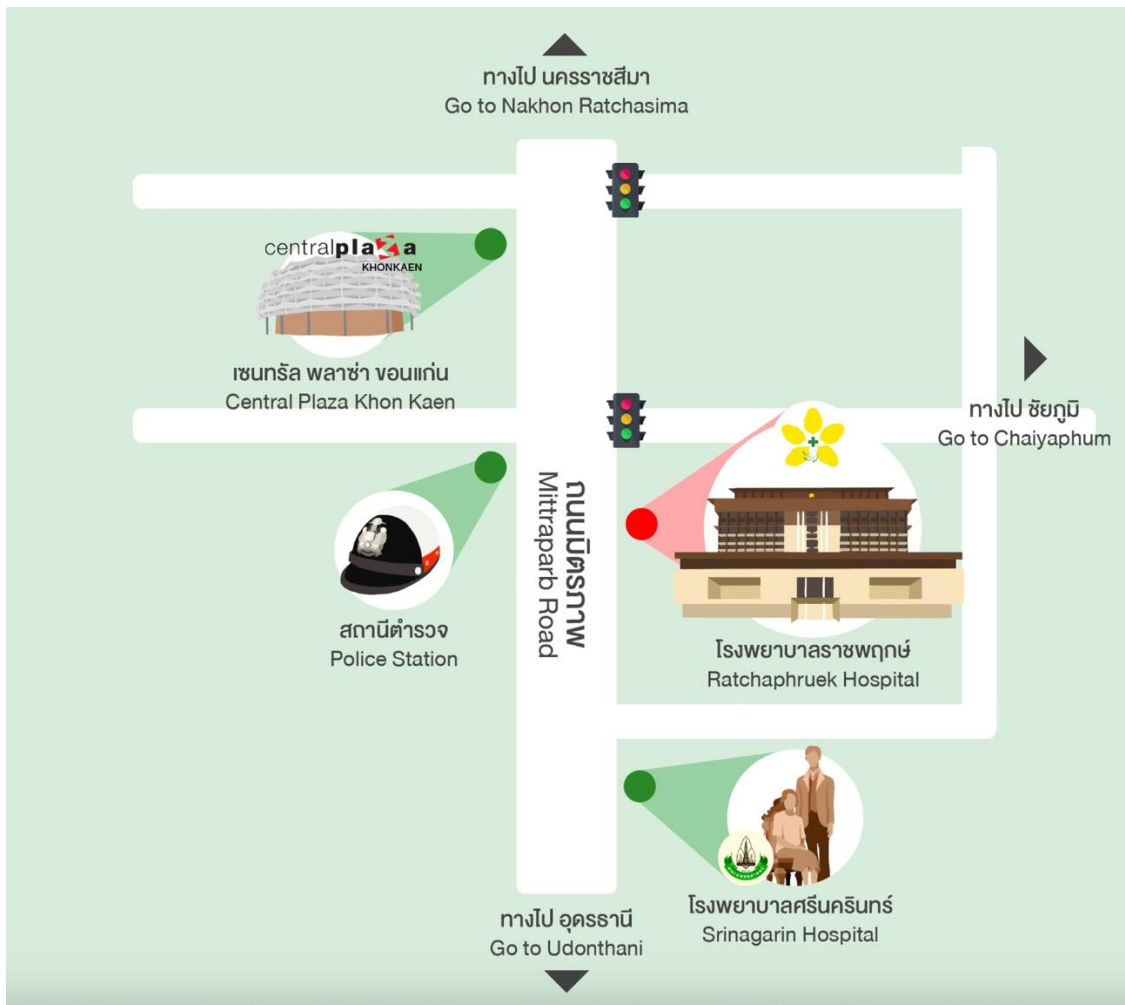 ทางไป นครราชสีมา
Go to Nakhon Ratchasima
centralplaza
KHONKAEN
เซนทรัล พลาซ่า ขอนแก่น
Central Plaza Khon Kaen
ทางไป ชัยภูมิ
Go to Chaiyaphum
ถนนมิตรภาพ
Mittraparb Road
สถานีตำรวจ
Police Station
โรงพยาบาลราชพฤกษ์
Ratchaphruek Hospital
โรงพยาบาลศรีนครินทร์
Srinagarin Hospital
ทางไป อุดรธานี
Go to Udonthani